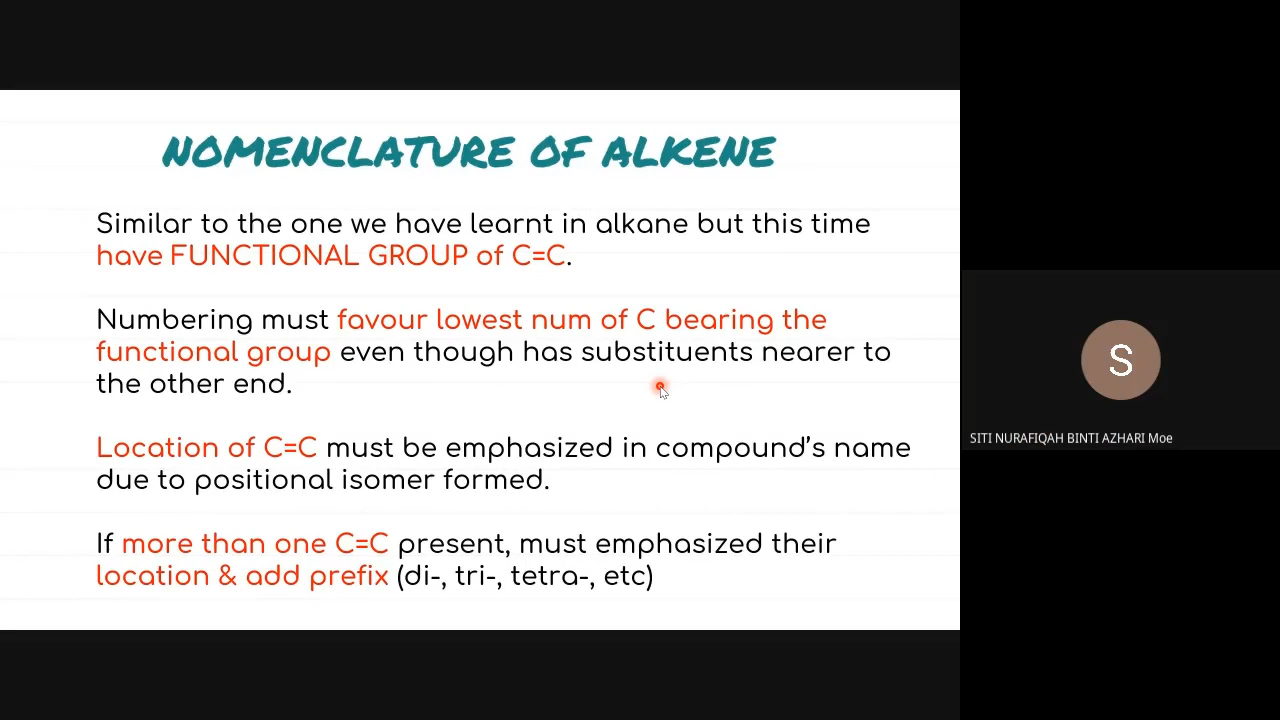 NOMENCLATURE OF ALKENE
Similar to the one we have learnt in alkane but this time
have FUNCTIONAL GROUP of C=C.
Numbering must favour lowest num of C bearing the
functional group even though has substituents nearer to
the other end.
Location of C=C must be emphasized in compound's name
due to positional isomer formed.
If more than one C=C present, must emphasized their
location & add prefix (di-, tri-, tetra-, etc)
S
SITI NURAFIQAH BINTI AZHARI Moe